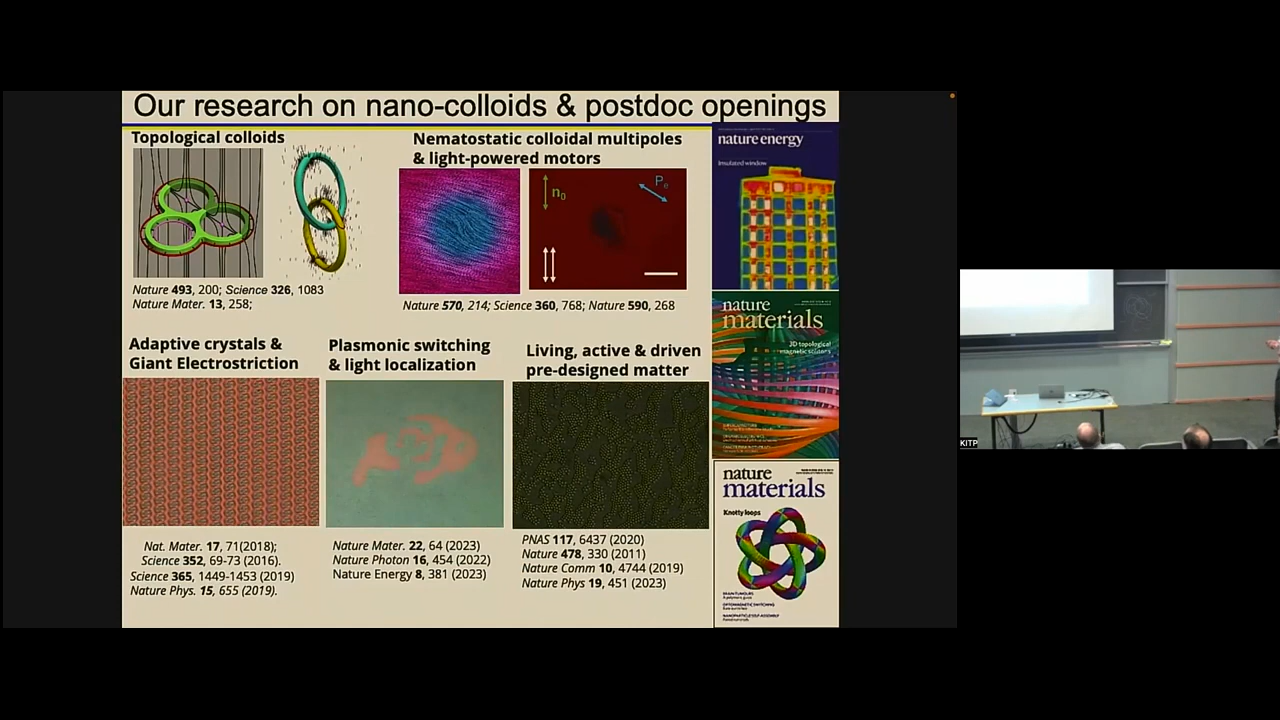 Our research on nano-colloids & postdoc openings
Topological colloids
Nature 493, 200; Science 326, 1083
Nature Mater. 13, 258;
Nematostatic colloidal multipoles
& light-powered motors
n0
Pe
Nature 570, 214; Science 360, 768; Nature 590, 268
Adaptive crystals &
Giant Electrostriction
Nat. Mater. 17, 71(2018);
Science 352, 69-73 (2016).
Science 365, 1449-1453 (2019)
Nature Phys. 15, 655 (2019).
Plasmonic switching
& light localization
Nature Mater. 22, 64 (2023)
Nature Photon 16, 454 (2022)
Nature Energy 8, 381 (2023)
Living, active & driven
pre-designed matter
PNAS 117, 6437 (2020)
Nature 478, 330 (2011)
Nature Comm 10, 4744 (2019)
Nature Phys 19, 451 (2023)
nature energy
Insulated window
nature
materials
3D topological
magnetic solitons
nature
materials
Knotty loops
KITP